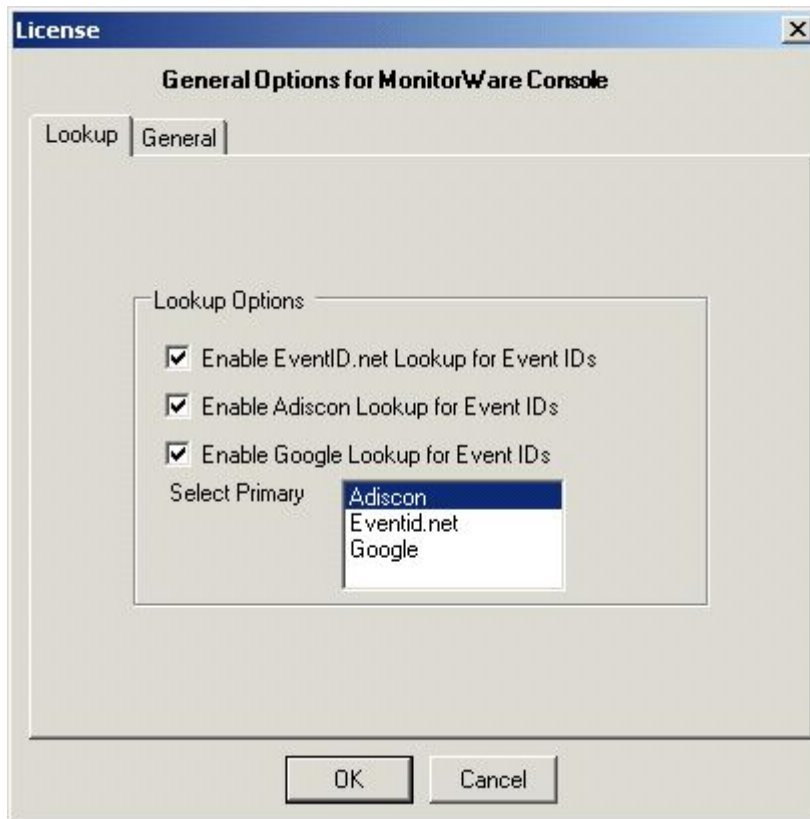 License
General Options for MonitorWare Console
Lookup General
Lookup Options
Enable EventID.net Lookup for Event IDs
Enable Adiscon Lookup for Event IDs
Enable Google Lookup for Event IDs
Select Primary Adiscon
Eventid.net
Google
OK Cancel